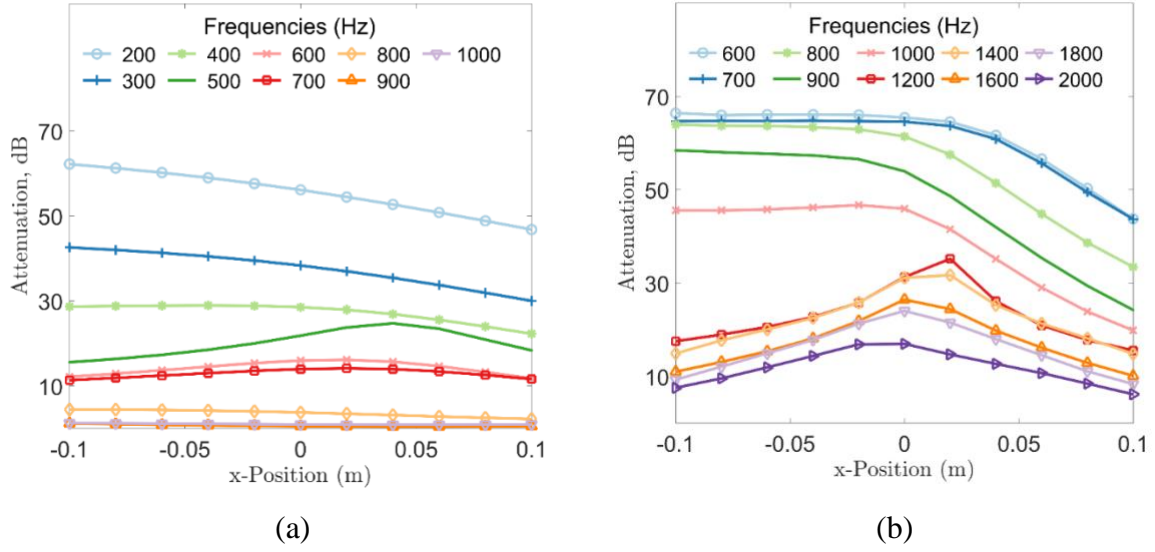 Frequencies (Hz)
200 400 600 800 1000
300 500 700 900
70
50
30
10
Attenuation, dB
-0.1 -0.05 0 0.05 0.1
x-Position (m)
(a)
Frequencies (Hz)
600 800 1000 1400 1800
700 900 1200 1600 2000
70
50
30
10
Attenuation, dB
-0.1 -0.05 0 0.05 0.1
x-Position (m)
(b)